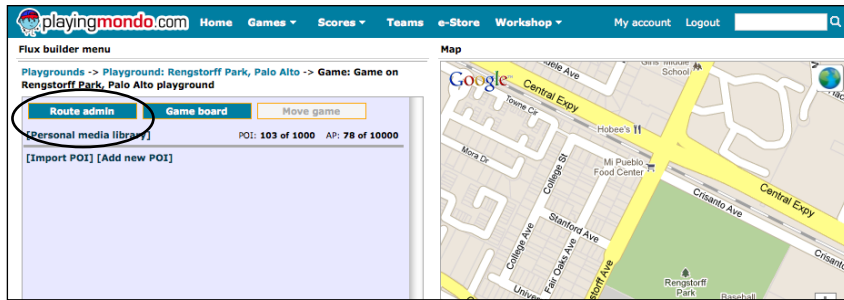 playingmondo.com Home Games Scores Teams e-Store Workshop My account Logout
Flux builder menu
Map
Playgrounds -> Playground: Rengstorff Park, Palo Alto -> Game: Game on
Rengstorff Park, Palo Alto playground
Route admin Game board Move game
[Personal media library] POI: 103 of 1000 AP: 78 of 10000
[Import POI] [Add new POI]
Google
School
Central Expy
Towne Cir
Hobee's
Mora Dr
College St
Mi Pueblo
Food Center
Crisanto Ave
Central Expy
Stanford Ave
College Ave
Fair Oaks Ave
Crisanto
Rengstorff
Park
Baseball